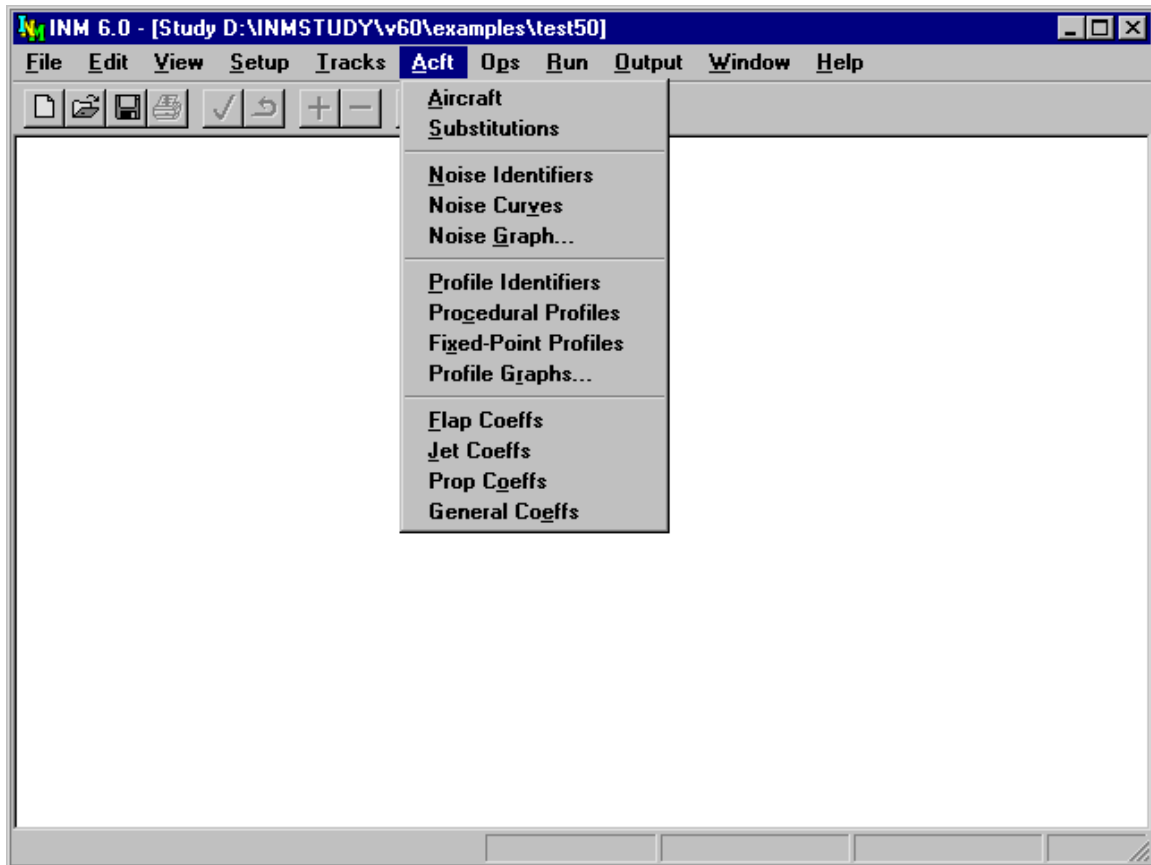 INM 6.0 - [Study D:\INMSTUDY\v60\examples\test50]
File Edit View Setup Tracks Acft Ops Run Output Window Help
Aircraft
Substitutions
Noise Identifiers
Noise Curves
Noise Graph...
Profile Identifiers
Procedural Profiles
Fixed-Point Profiles
Profile Graphs...
Flap Coeffs
Jet Coeffs
Prop Coeffs
General Coeffs